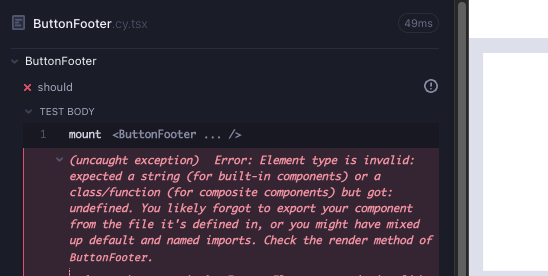 ButtonFooter.cy.tsx 49ms
ButtonFooter
should
TEST BODY
1 mount <ButtonFooter ... />
(uncaught exception) Error: Element type is invalid:
expected a string (for built-in components) or a
class/function (for composite components) but got:
undefined. You likely forgot to export your component
from the file it's defined in, or you might have mixed
up default and named imports. Check the render method of
ButtonFooter.